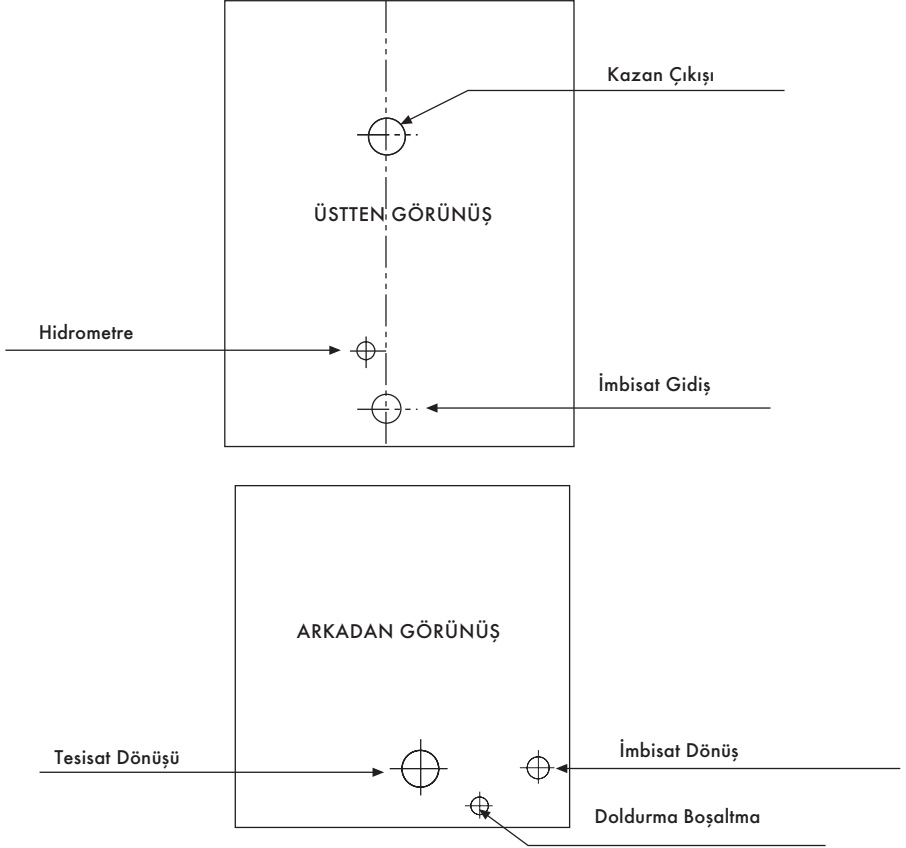 Kazan Çıkışı
ÜSTTEN GÖRÜNÜŞ
Hidrometre
İmbisat Gidiş
ARKADAN GÖRÜNÜŞ
Tesisat Dönüşü
İmbisat Dönüş
Doldurma Boşaltma